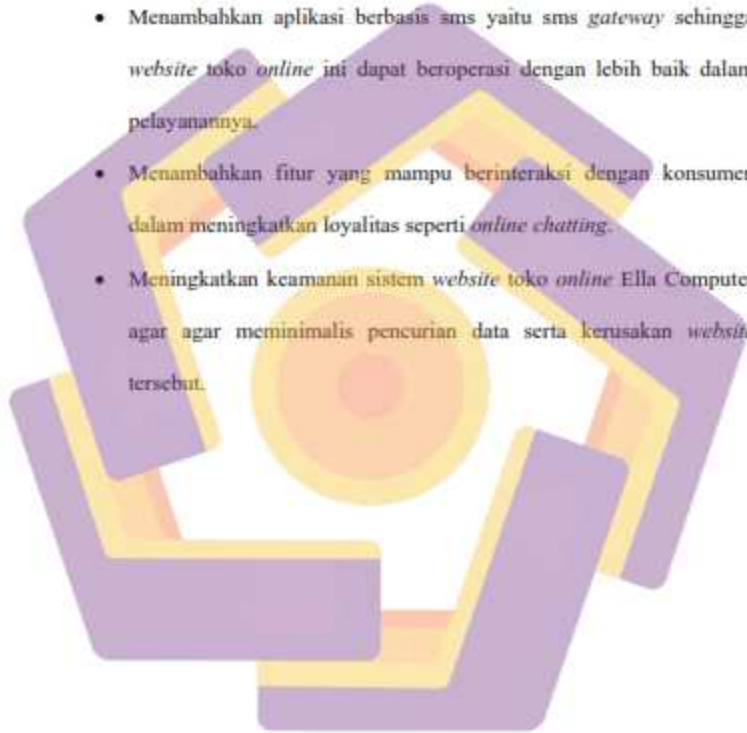 • Menambahkan aplikasi berbasis sms yaitu sms gateway sehingga
website toko online ini dapat beroperasi dengan lebih baik dalam
pelayanannya.
• Menambahkan fitur yang mampu berinteraksi dengan konsumen
dalam meningkatkan loyalitas seperti online chatting.
• Meningkatkan keamanan sistem website toko online Ella Computer
agar agar meminimalis pencurian data serta kerusakan website
tersebut.